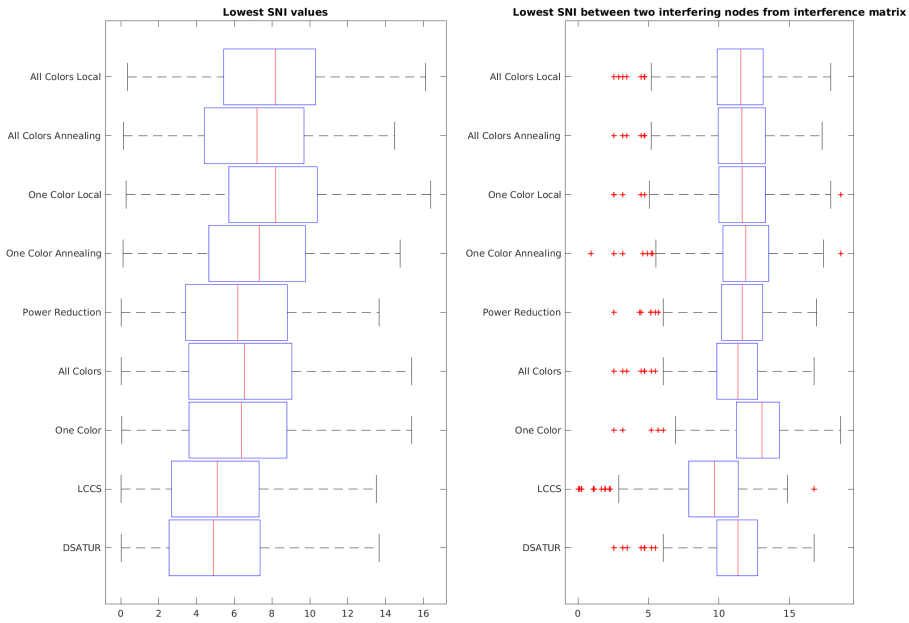 Lowest SNI values
All Colors Local
All Colors Annealing
One Color Local
One Color Annealing
Power Reduction
All Colors
One Color
LCCS
DSATUR
0 2 4 6 8 10 12 14 16
Lowest SNI between two interfering nodes from interference matrix
All Colors Local
All Colors Annealing
One Color Local
One Color Annealing
Power Reduction
All Colors
One Color
LCCS
DSATUR
0 5 10 15